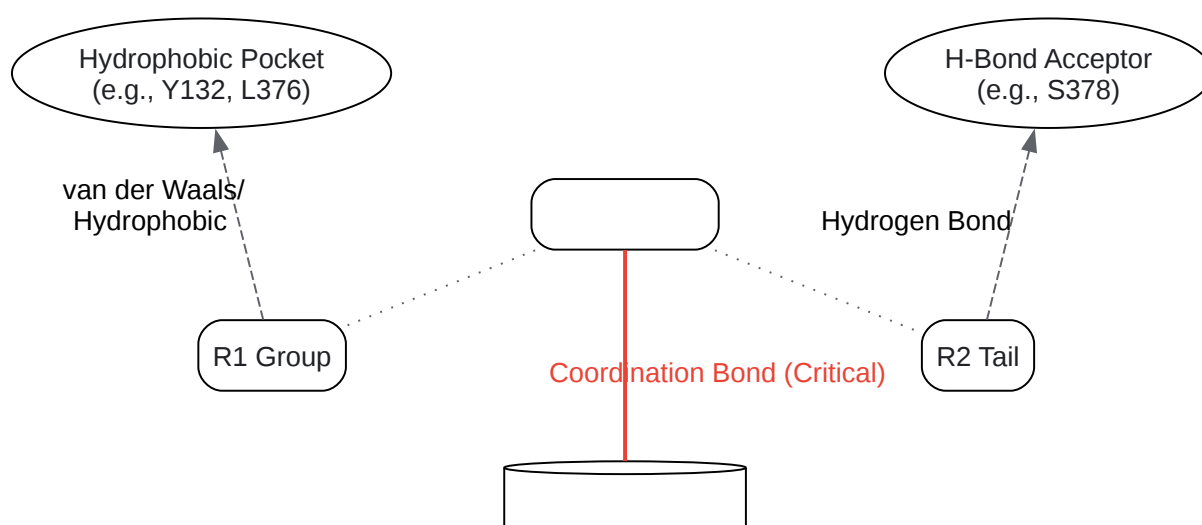 Hydrophobic Pocket
(e.g., Y132, L376)
H-Bond Acceptor
(e.g., S378)
van der Waals/
Hydrophobic
Hydrogen Bond
R1 Group
Coordination Bond (Critical)
R2 Tail